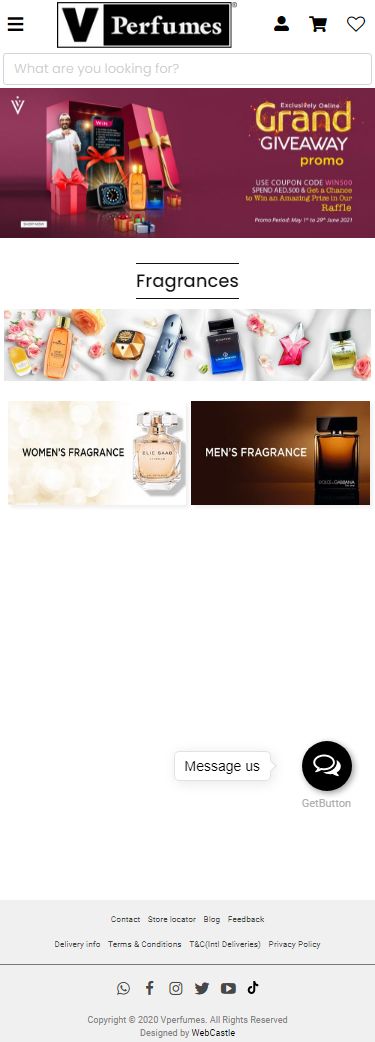 V Perfumes®
What are you looking for?
Exclusively Online
Grand
GIVEAWAY
promo
USE COUPON CODE WIN500
SPEND AED.500 & Get a Chance
to Win an Amazing Prize in Our
Raffle
Promo Period: May 1st to 29th June 2021
Win
SHOP NOW
Fragrances
WOMEN'S FRAGRANCE
ELIE SAAB
MEN'S FRAGRANCE
DOLCE&GABBANA
Message us
GetButton
Contact Store locator Blog Feedback
Delivery info Terms & Conditions T&C(Intl Deliveries) Privacy Policy
Copyright © 2020 Vperfumes. All Rights Reserved
Designed by WebCastle